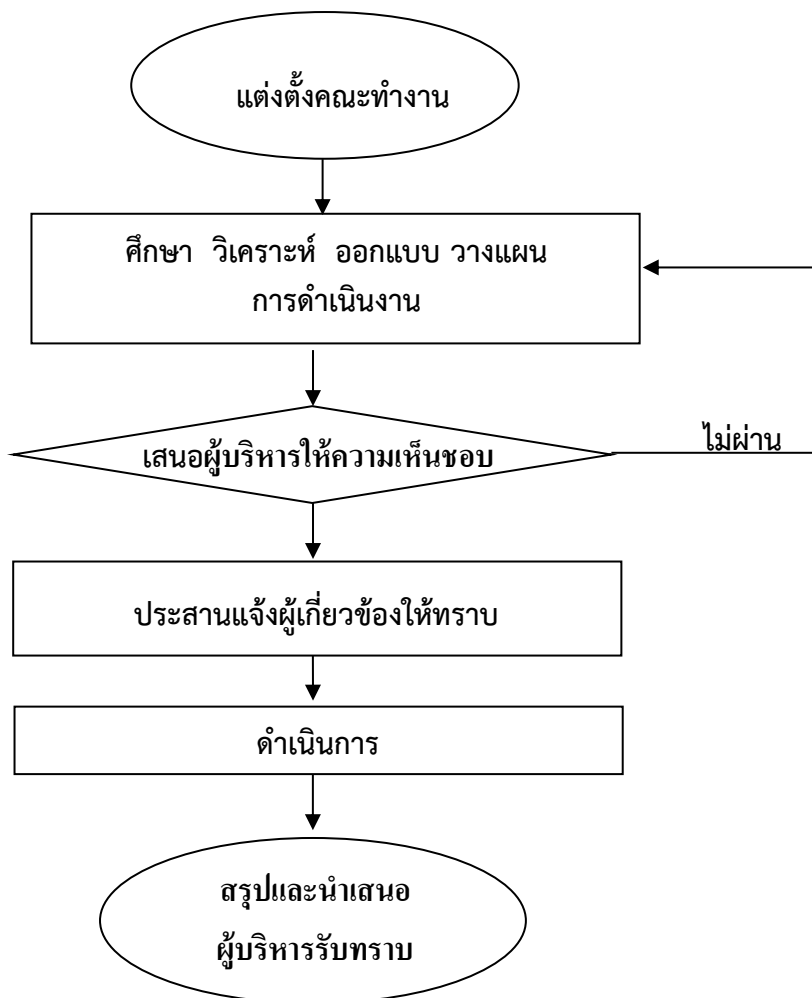 แต่งตั้งคณะทำงาน
ศึกษา วิเคราะห์ ออกแบบ วางแผน
การดำเนินงาน
เสนอผู้บริหารให้ความเห็นชอบ
ไม่ผ่าน
ประสานแจ้งผู้เกี่ยวข้องให้ทราบ
ดำเนินการ
สรุปและนำเสนอ
ผู้บริหารรับทราบ